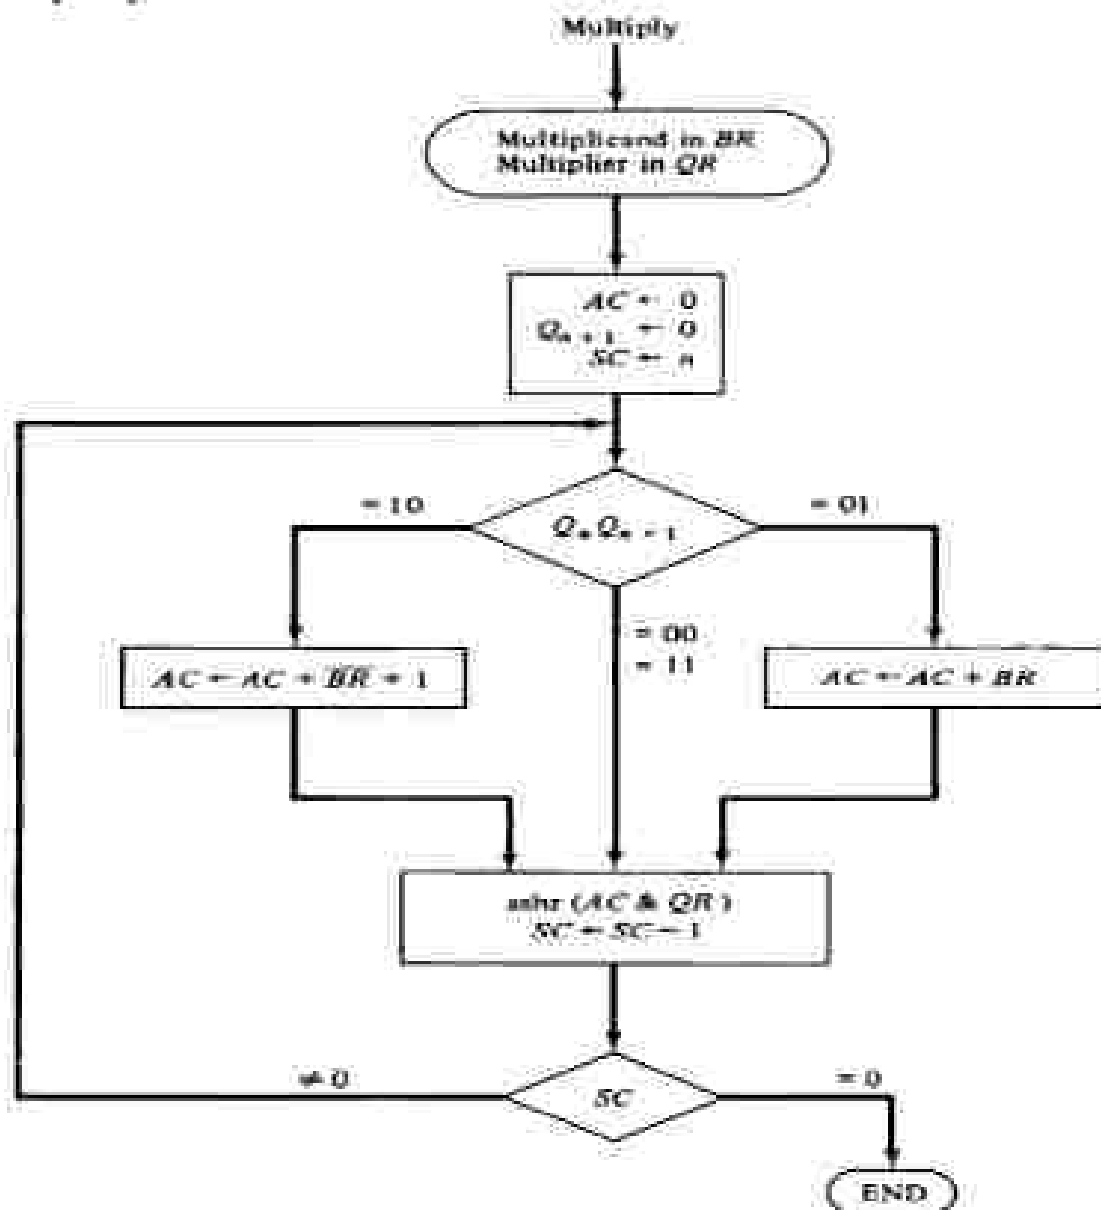 Multiply
Multiplicand in BR
Multiplier in QR
AC ← 0
Qn + 1 ← 0
SC ← n
= 10
QnQn + 1
= 01
= 00
= 11
AC ← AC + B̅R̅ + 1
AC ← AC + BR
ashr (AC & QR)
SC ← SC − 1
≠ 0
SC
= 0
END